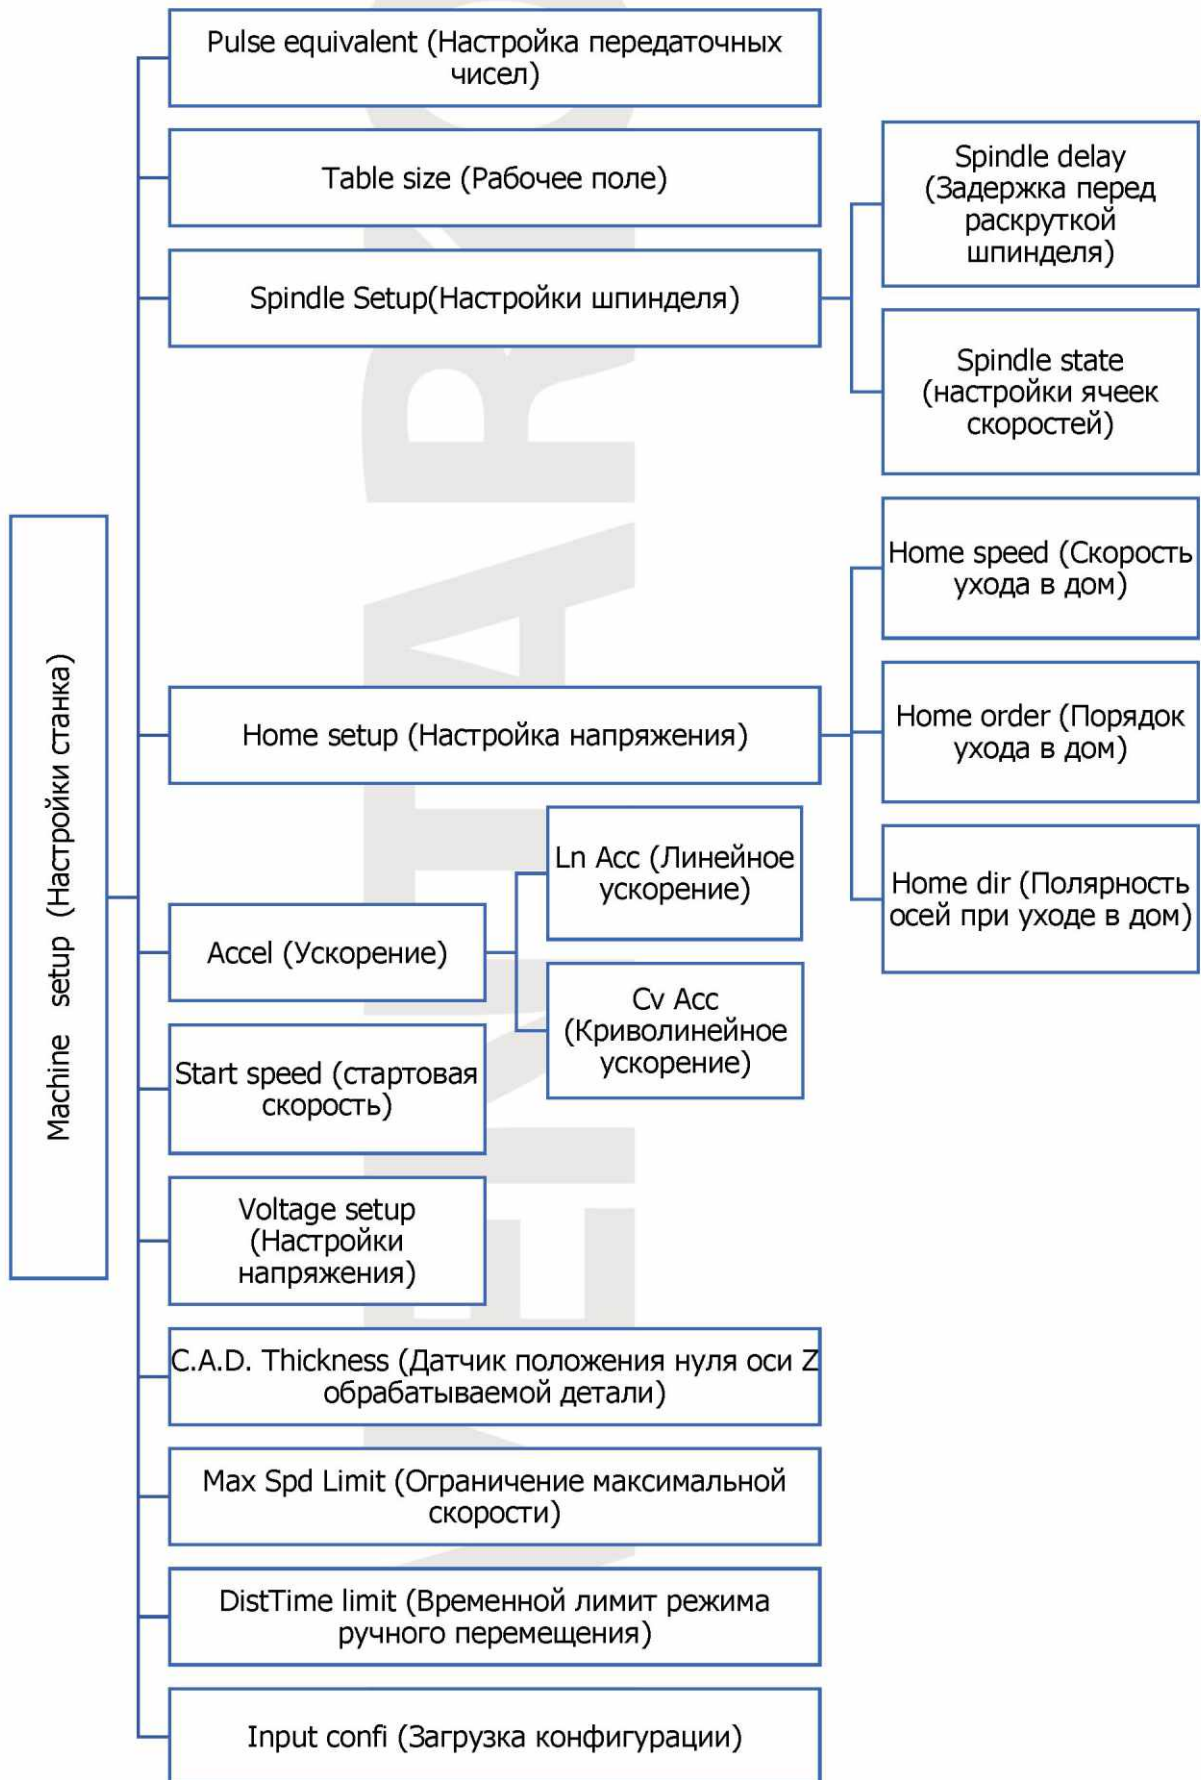 Machine setup (Настройки станка)
Pulse equivalent (Настройка передаточных
чисел)
Table size (Рабочее поле)
Spindle Setup(Настройки шпинделя)
Spindle delay
(Задержка перед
раскруткой
шпинделя)
Spindle state
(настройки ячеек
скоростей)
Home setup (Настройка напряжения)
Home speed (Скорость
ухода в дом)
Home order (Порядок
ухода в дом)
Home dir (Полярность
осей при уходе в дом)
Accel (Ускорение)
Ln Acc (Линейное
ускорение)
Cv Acc
(Криволинейное
ускорение)
Start speed (стартовая
скорость)
Voltage setup
(Настройки
напряжения)
C.A.D. Thickness (Датчик положения нуля оси Z
обрабатываемой детали)
Max Spd Limit (Ограничение максимальной
скорости)
DistTime limit (Временной лимит режима
ручного перемещения)
Input confi (Загрузка конфигурации)